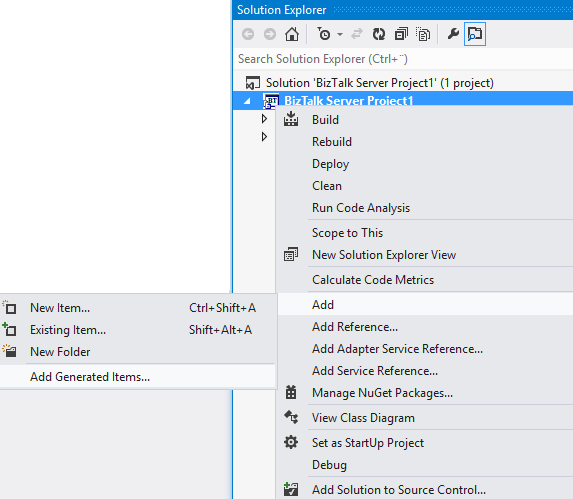 Solution Explorer
Search Solution Explorer (Ctrl+¨)
Solution 'BizTalk Server Project1' (1 project)
BT BizTalk Server Project1
Build
Rebuild
Deploy
Clean
Run Code Analysis
Scope to This
New Solution Explorer View
Calculate Code Metrics
Add
New Item... Ctrl+Shift+A
Existing Item... Shift+Alt+A
New Folder
Add Generated Items...
Add Reference...
Add Adapter Service Reference...
Add Service Reference...
Manage NuGet Packages...
View Class Diagram
Set as StartUp Project
Debug
Add Solution to Source Control...